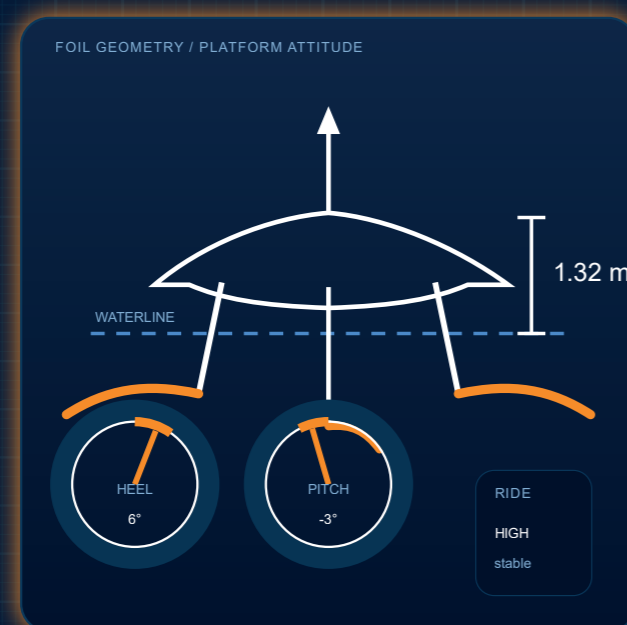 FOIL GEOMETRY / PLATFORM ATTITUDE
1.32 m
WATERLINE
HEEL
6°
PITCH
-3°
RIDE
HIGH
stable